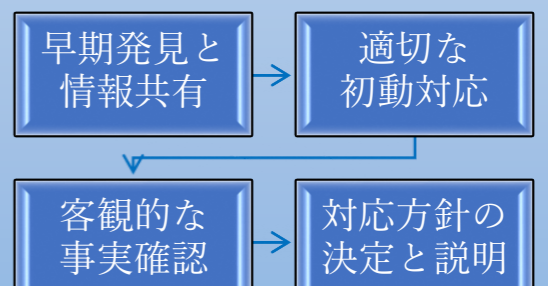 早期発見と
情報共有
適切な
初動対応
客観的な
事実確認
対応方針の
決定と説明